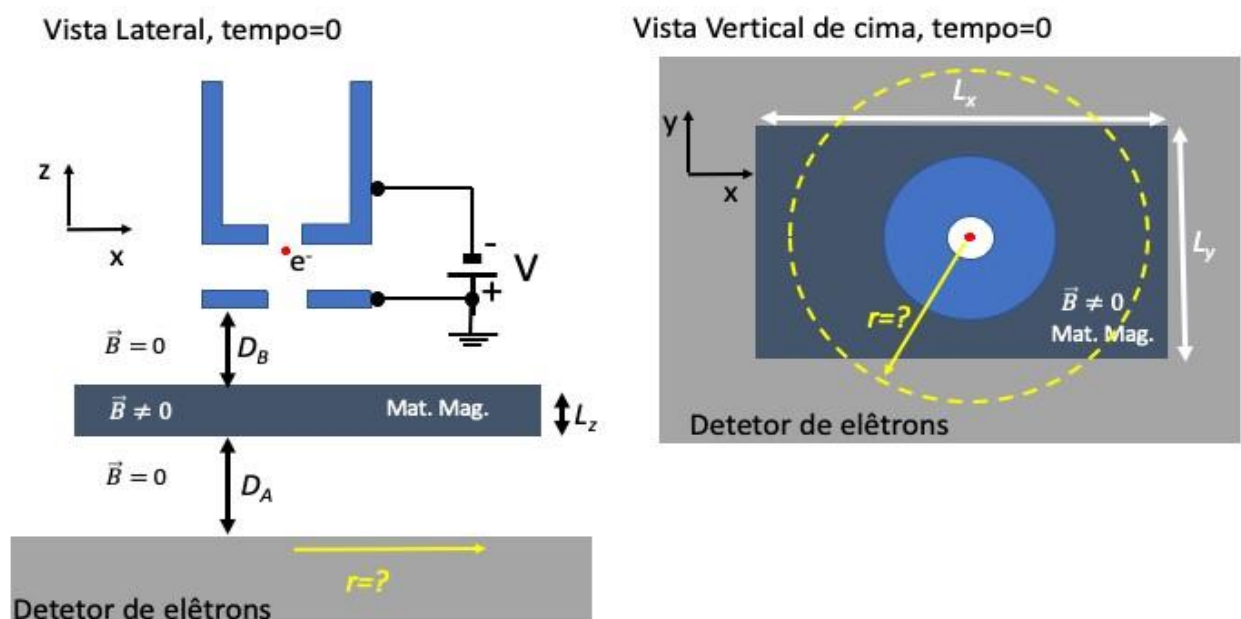 Vista Lateral, tempo=0
z
x
e-
-
V
+
B⃗ = 0
D_B
B⃗ ≠ 0
Mat. Mag.
L_z
B⃗ = 0
D_A
r=?
Detetor de elêtrons
Vista Vertical de cima, tempo=0
L_x
y
x
L_y
r=?
B⃗ ≠ 0
Mat. Mag.
Detetor de elêtrons